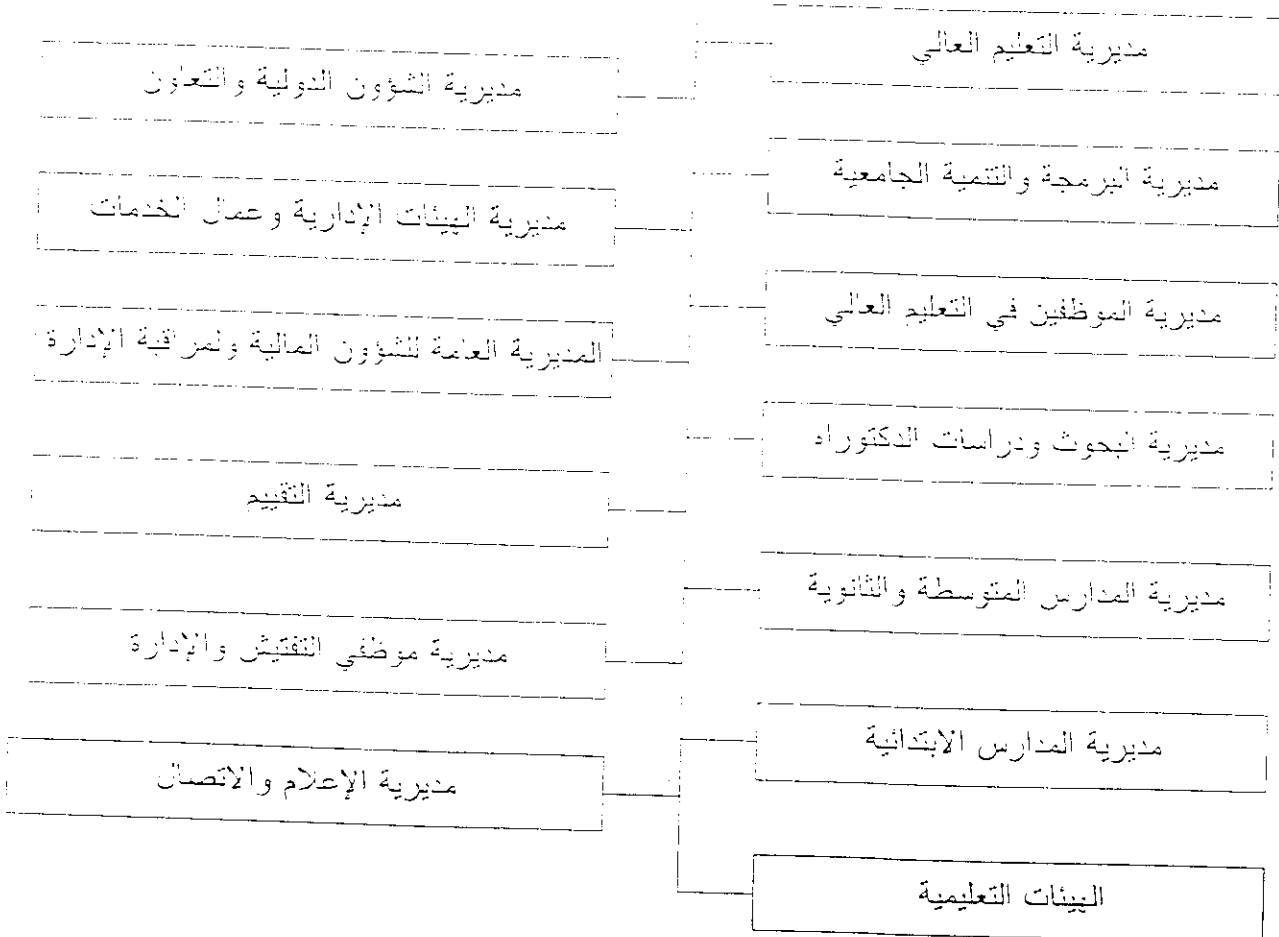 مديرية التعليم العالي
مديرية الشؤون الدولية والتعاون
مديرية البرمجة والتنمية الجامعية
مديرية الهيئات الإدارية وعمال الخدمات
مديرية الموظفين في التعليم العالي
المديرية العامة للشؤون المالية ولمراقبة الإدارة
مديرية البحوث ودراسات الدكتوراه
مديرية التقييم
مديرية المدارس المتوسطة والثانوية
مديرية موظفي التفتيش والإدارة
مديرية المدارس الابتدائية
مديرية الإعلام والاتصال
الهيئات التعليمية